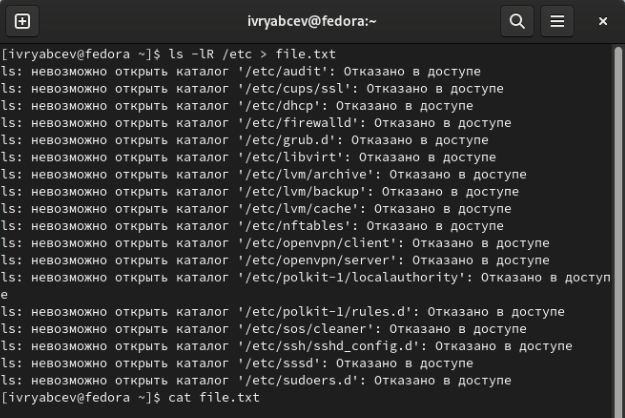 ivryabcev@fedora:~
[ivryabcev@fedora ~]$ ls -lR /etc > file.txt
ls: невозможно открыть каталог '/etc/audit': Отказано в доступе
ls: невозможно открыть каталог '/etc/cups/ssl': Отказано в доступе
ls: невозможно открыть каталог '/etc/dhcp': Отказано в доступе
ls: невозможно открыть каталог '/etc/firewalld': Отказано в доступе
ls: невозможно открыть каталог '/etc/grub.d': Отказано в доступе
ls: невозможно открыть каталог '/etc/libvirt': Отказано в доступе
ls: невозможно открыть каталог '/etc/lvm/archive': Отказано в доступе
ls: невозможно открыть каталог '/etc/lvm/backup': Отказано в доступе
ls: невозможно открыть каталог '/etc/lvm/cache': Отказано в доступе
ls: невозможно открыть каталог '/etc/nftables': Отказано в доступе
ls: невозможно открыть каталог '/etc/openvpn/client': Отказано в доступе
ls: невозможно открыть каталог '/etc/openvpn/server': Отказано в доступе
ls: невозможно открыть каталог '/etc/polkit-1/localauthority': Отказано в доступ
е
ls: невозможно открыть каталог '/etc/polkit-1/rules.d': Отказано в доступе
ls: невозможно открыть каталог '/etc/sos/cleaner': Отказано в доступе
ls: невозможно открыть каталог '/etc/ssh/sshd_config.d': Отказано в доступе
ls: невозможно открыть каталог '/etc/sssd': Отказано в доступе
ls: невозможно открыть каталог '/etc/sudoers.d': Отказано в доступе
[ivryabcev@fedora ~]$ cat file.txt